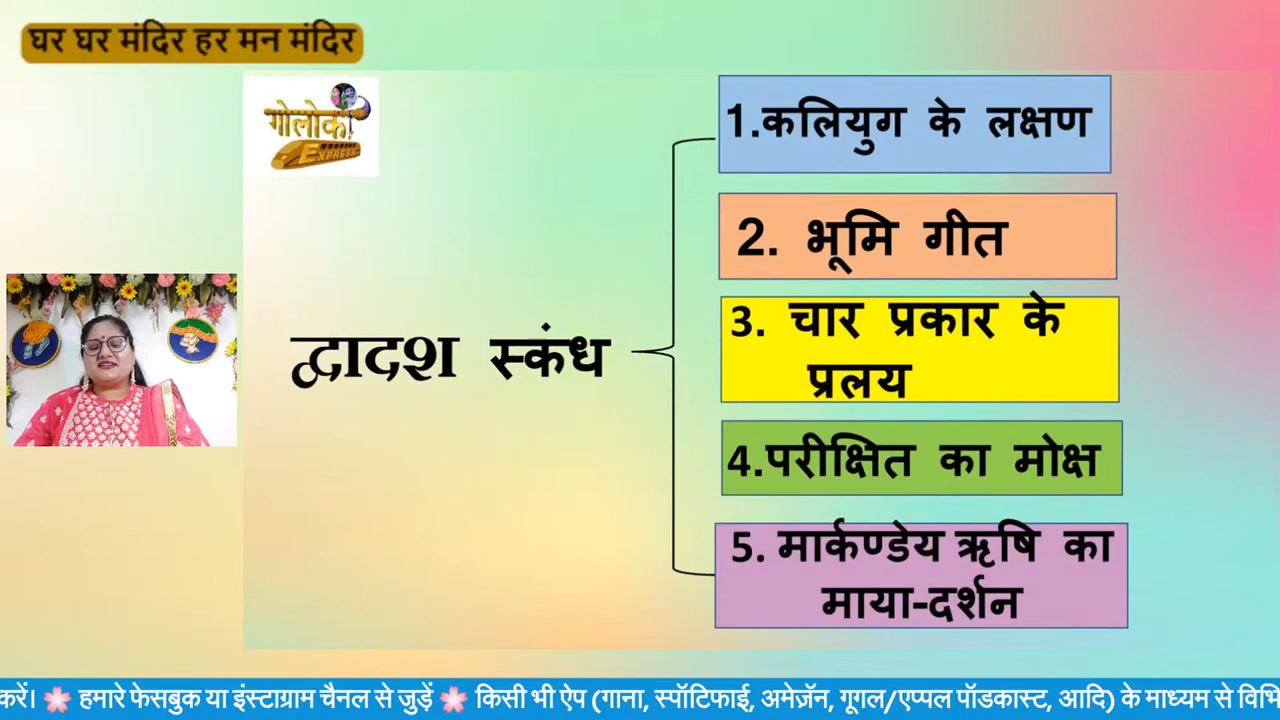 घर घर मंदिर हर मन मंदिर
गोलोक
EXPRESS
द्वादश स्कंध
1.कलियुग के लक्षण
2. भूमि गीत
3. चार प्रकार के
प्रलय
4.परीक्षित का मोक्ष
5. मार्कण्डेय ऋषि का
माया-दर्शन
करें। 🌸 हमारे फेसबुक या इंस्टाग्राम चैनल से जुड़ें 🌸 किसी भी ऐप (गाना, स्पॉटिफाई, अमेज़ॅन, गूगल/एप्पल पॉडकास्ट, आदि) के माध्यम से विभि